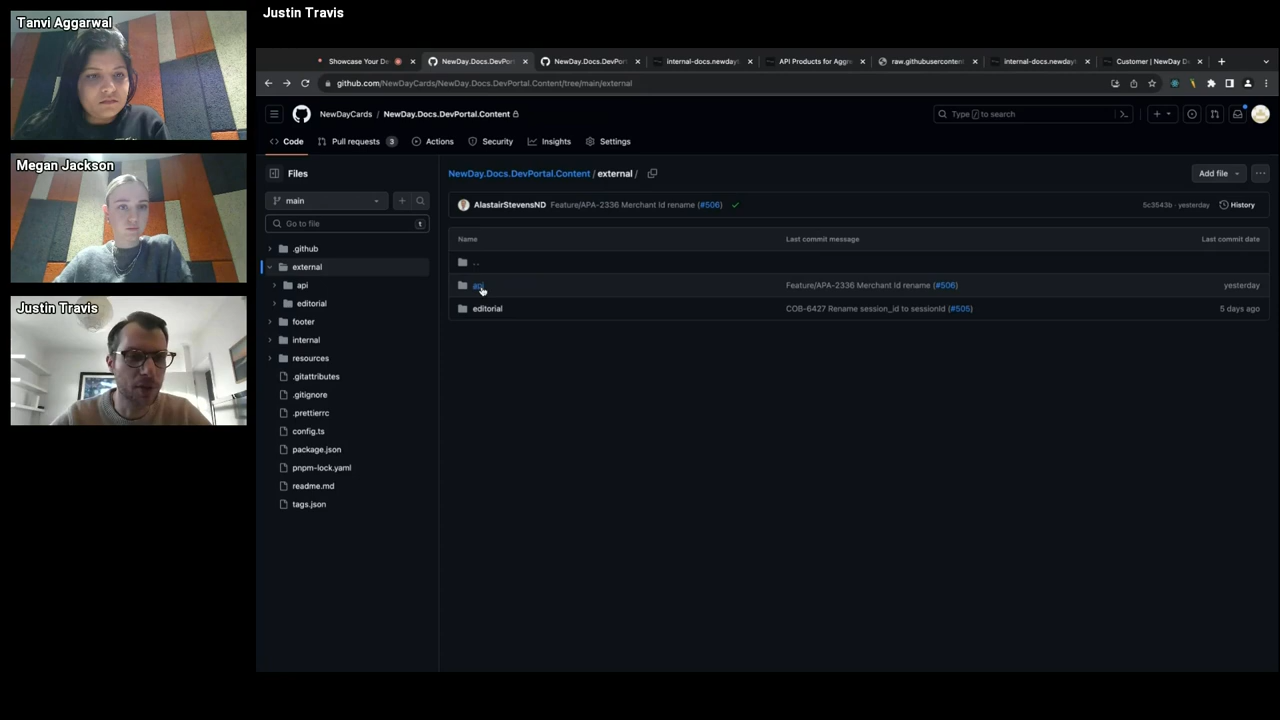 Tanvi Aggarwal
Megan Jackson
Justin Travis
Justin Travis
Showcase Your De
NewDay.Docs.DevPor
NewDay.Docs.DevPor
internal-docs.newdays
API Products for Aggre
raw.githubusercontent
internal-docs.newday
Customer | NewDay D
github.com/NewDayCards/NewDay.Docs.DevPortal.Content/tree/main/external
NewDayCards / NewDay.Docs.DevPortal.Content
Type / to search
Code
Pull requests 3
Actions
Security
Insights
Settings
Files
main
Go to file t
.github
external
api
editorial
footer
internal
resources
.gitattributes
.gitignore
.prettierrc
config.ts
package.json
pnpm-lock.yaml
readme.md
tags.json
NewDay.Docs.DevPortal.Content / external /
Add file
AlastairStevensND Feature/APA-2336 Merchant Id rename (#506)
5c3543b · yesterday History
Name Last commit message Last commit date
..
api Feature/APA-2336 Merchant Id rename (#506) yesterday
editorial COB-6427 Rename session_id to sessionId (#505) 5 days ago